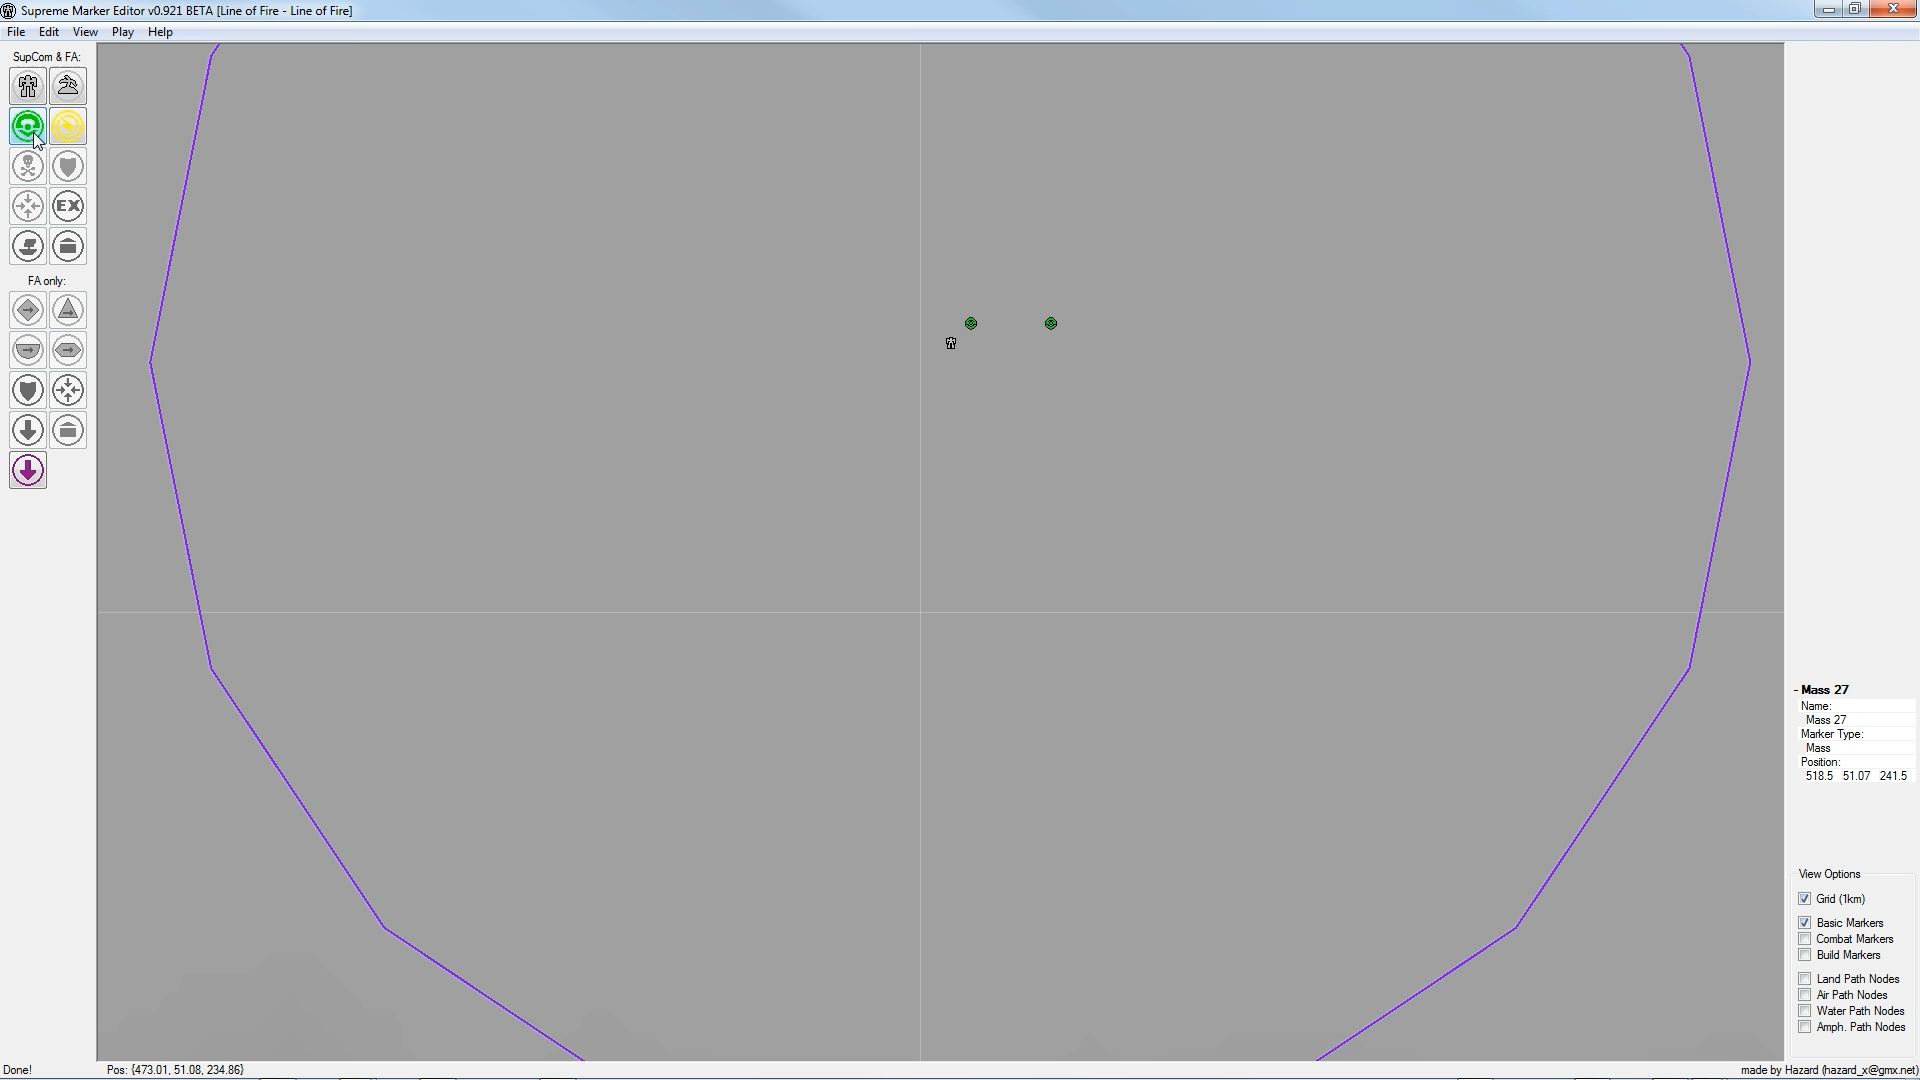 Supreme Marker Editor v0.921 BETA [Line of Fire - Line of Fire]
File Edit View Play Help
SupCom & FA:
EX
FA only:
- Mass 27
Name:
Mass 27
Marker Type:
Mass
Position:
518.5 51.07 241.5
View Options
Grid (1km)
Basic Markers
Combat Markers
Build Markers
Land Path Nodes
Air Path Nodes
Water Path Nodes
Amph. Path Nodes
Done! Pos: {473.01, 51.08, 234.86} made by Hazard (hazard_x@gmx.net)